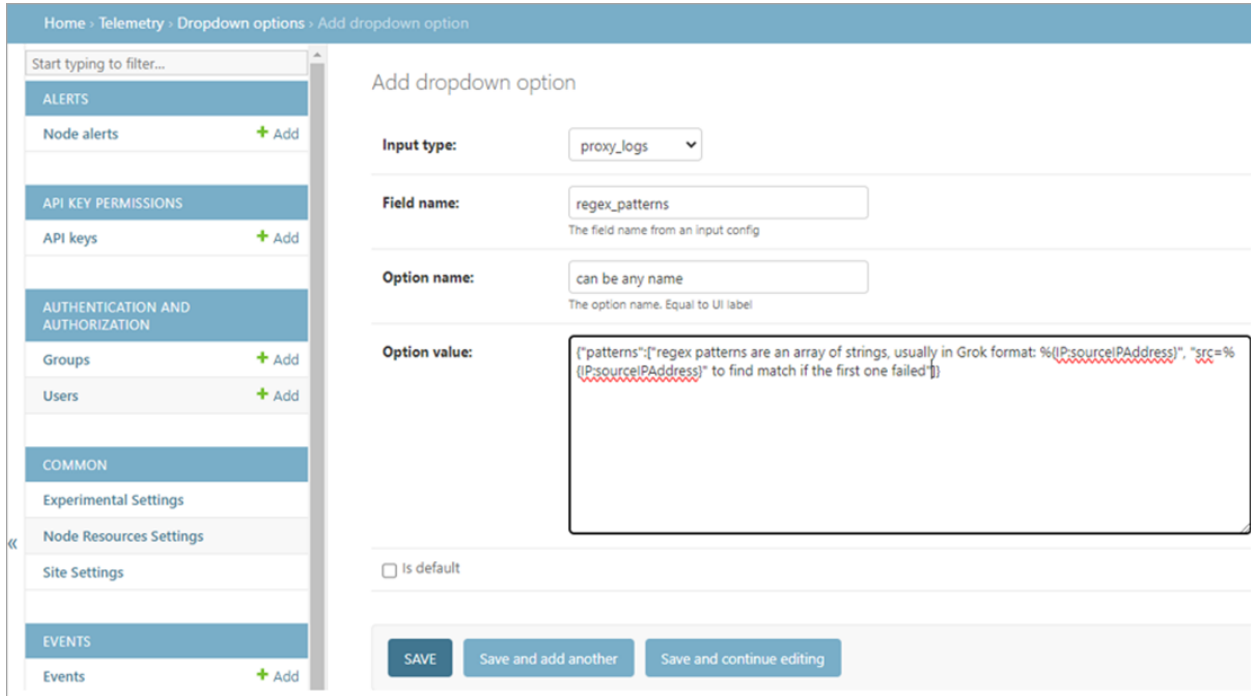 Home › Telemetry › Dropdown options › Add dropdown option
Start typing to filter...
ALERTS
Node alerts + Add
API KEY PERMISSIONS
API keys + Add
AUTHENTICATION AND
AUTHORIZATION
Groups + Add
Users + Add
COMMON
Experimental Settings
«
Node Resources Settings
Site Settings
EVENTS
Events + Add
Add dropdown option
Input type: proxy_logs
Field name: regex_patterns
The field name from an input config
Option name: can be any name
The option name. Equal to UI label
Option value: {"patterns":["regex patterns are an array of strings, usually in Grok format: %{IP:sourceIPAddress}", "src=%
{IP:sourceIPAddress}" to find match if the first one failed"]}
Is default
SAVE Save and add another Save and continue editing